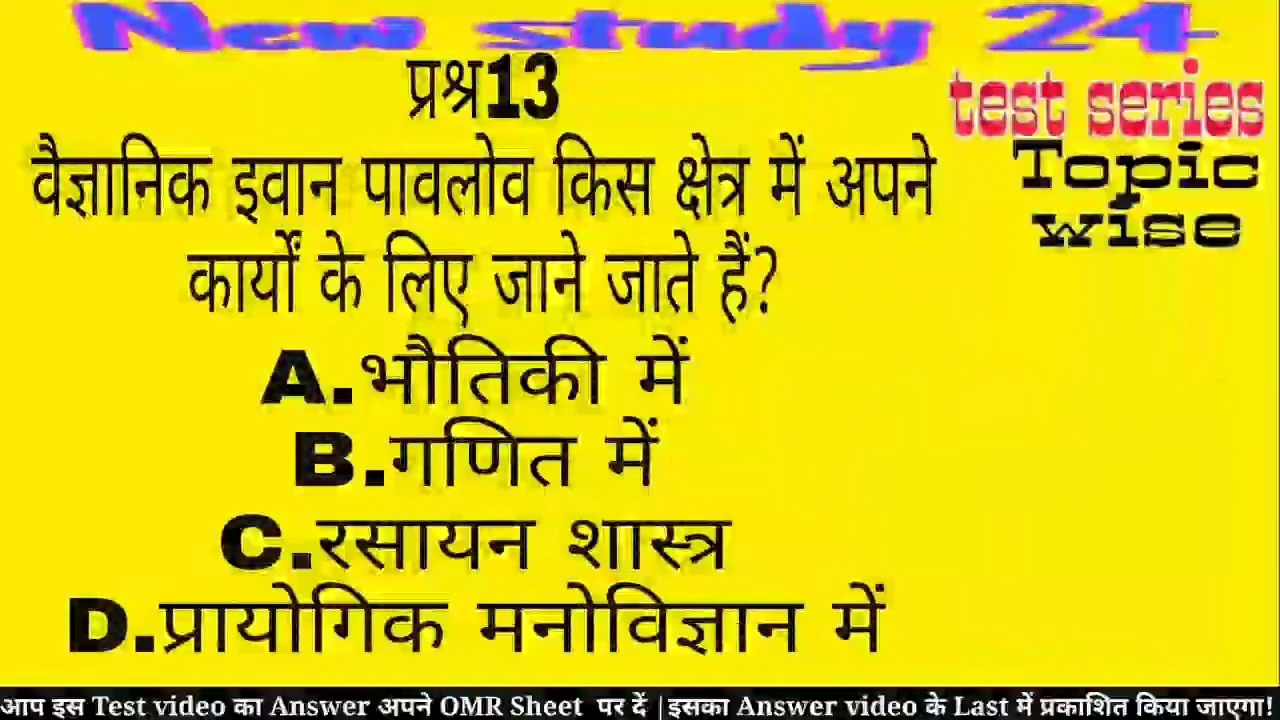 New study 24
प्रश्न13
test series
Topic
wise
वैज्ञानिक इवान पावलोव किस क्षेत्र में अपने
कार्यों के लिए जाने जाते हैं?
A.भौतिकी में
B.गणित में
C.रसायन शास्त्र
D.प्रायोगिक मनोविज्ञान में
आप इस Test video का Answer अपने OMR Sheet पर दें |इसका Answer video के Last में प्रकाशित किया जाएगा!